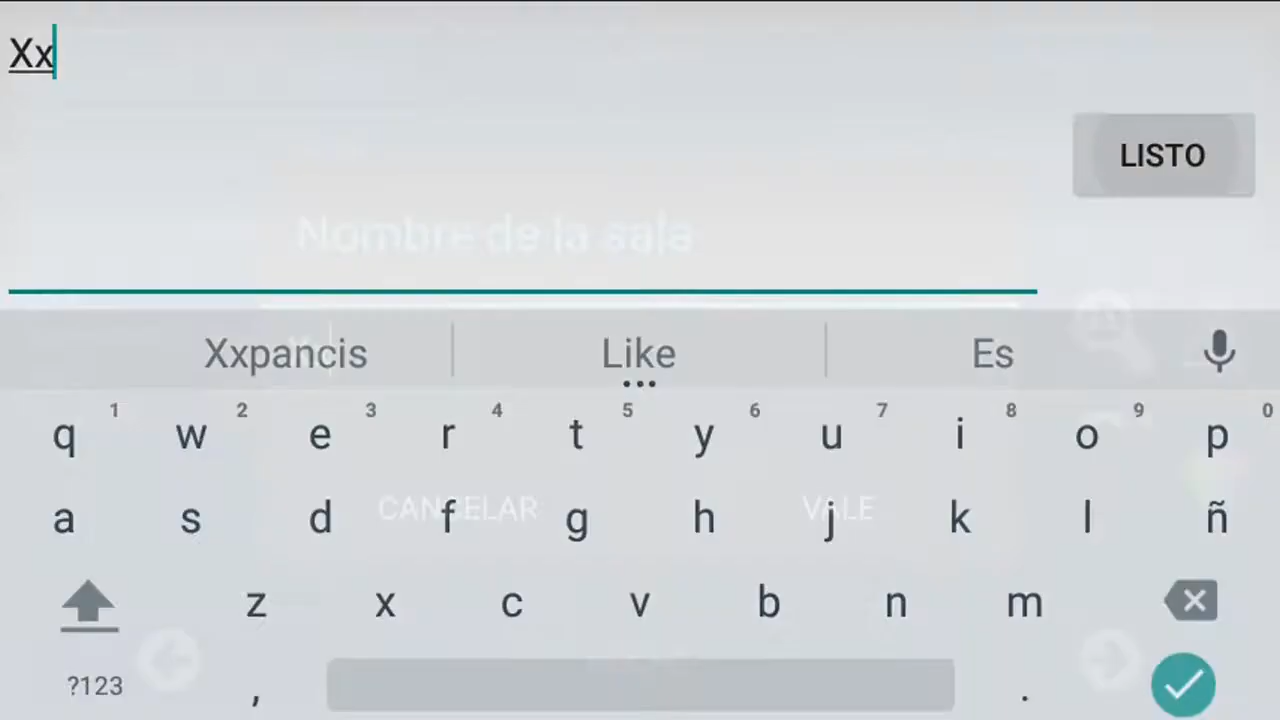 Xx
LISTO
Nombre de la sala
Xxpancis Like Es
1 2 3 4 5 6 7 8 9 0
q w e r t y u i o p
CANCELAR VALE
a s d f g h j k l ñ
z x c v b n m
?123 , .